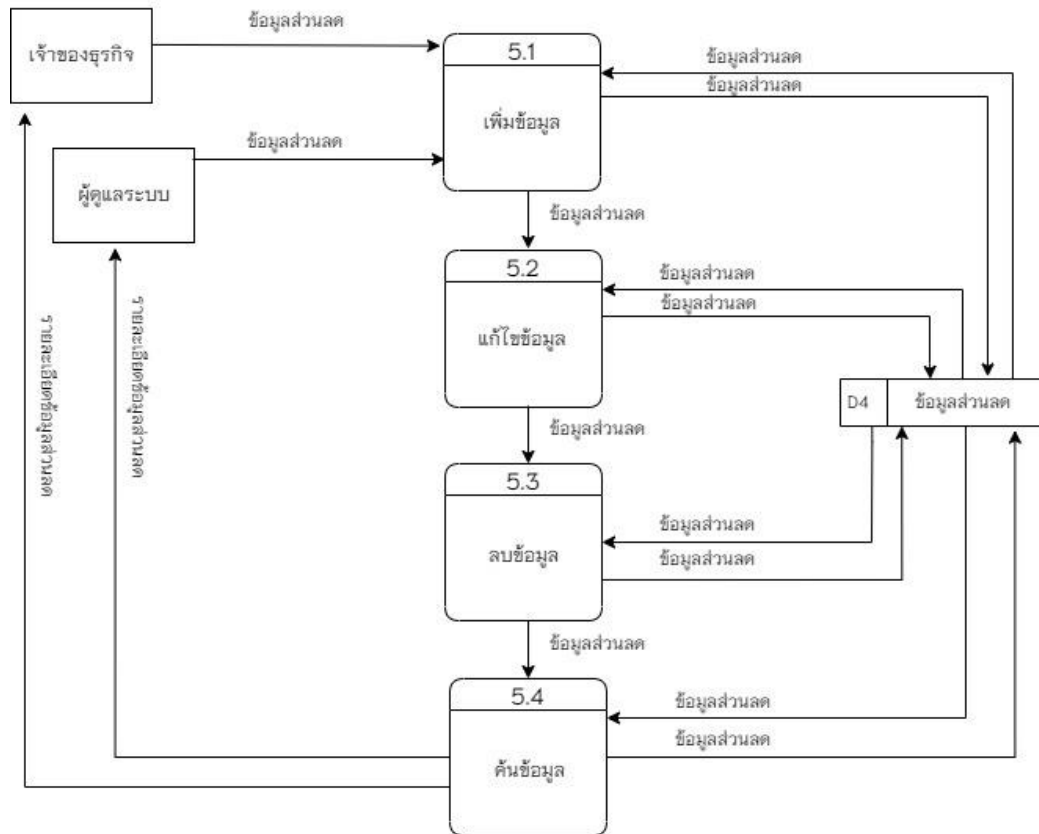 ข้อมูลส่วนลด
เจ้าของธุรกิจ
5.1
เพิ่มข้อมูล
ข้อมูลส่วนลด
ข้อมูลส่วนลด
ข้อมูลส่วนลด
ผู้ดูแลระบบ
ข้อมูลส่วนลด
5.2
แก้ไขข้อมูล
ข้อมูลส่วนลด
ข้อมูลส่วนลด
รายละเอียดข้อมูลส่วนลด
รายละเอียดข้อมูลส่วนลด
D4
ข้อมูลส่วนลด
ข้อมูลส่วนลด
5.3
ลบข้อมูล
ข้อมูลส่วนลด
ข้อมูลส่วนลด
ข้อมูลส่วนลด
5.4
ค้นข้อมูล
ข้อมูลส่วนลด
ข้อมูลส่วนลด